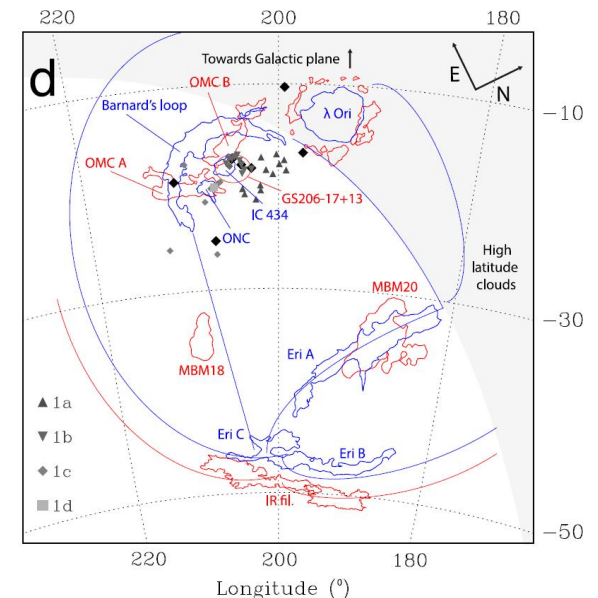 220
200
180
d
Towards Galactic plane
E
N
OMC B
λ Ori
Barnard's loop
−10
OMC A
GS206-17+13
IC 434
ONC
High
latitude
clouds
MBM20
−30
Eri A
MBM18
1a
1b
Eri C
Eri B
1c
IR fil.
1d
−50
220
200
180
Longitude (°)